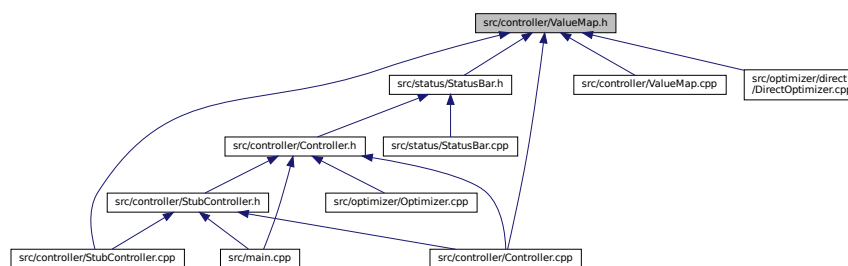 src/controller/ValueMap.h
src/status/StatusBar.h
src/controller/ValueMap.cpp
src/optimizer/direct
/DirectOptimizer.cpp
src/controller/Controller.h
src/status/StatusBar.cpp
src/controller/StubController.h
src/optimizer/Optimizer.cpp
src/controller/StubController.cpp
src/main.cpp
src/controller/Controller.cpp